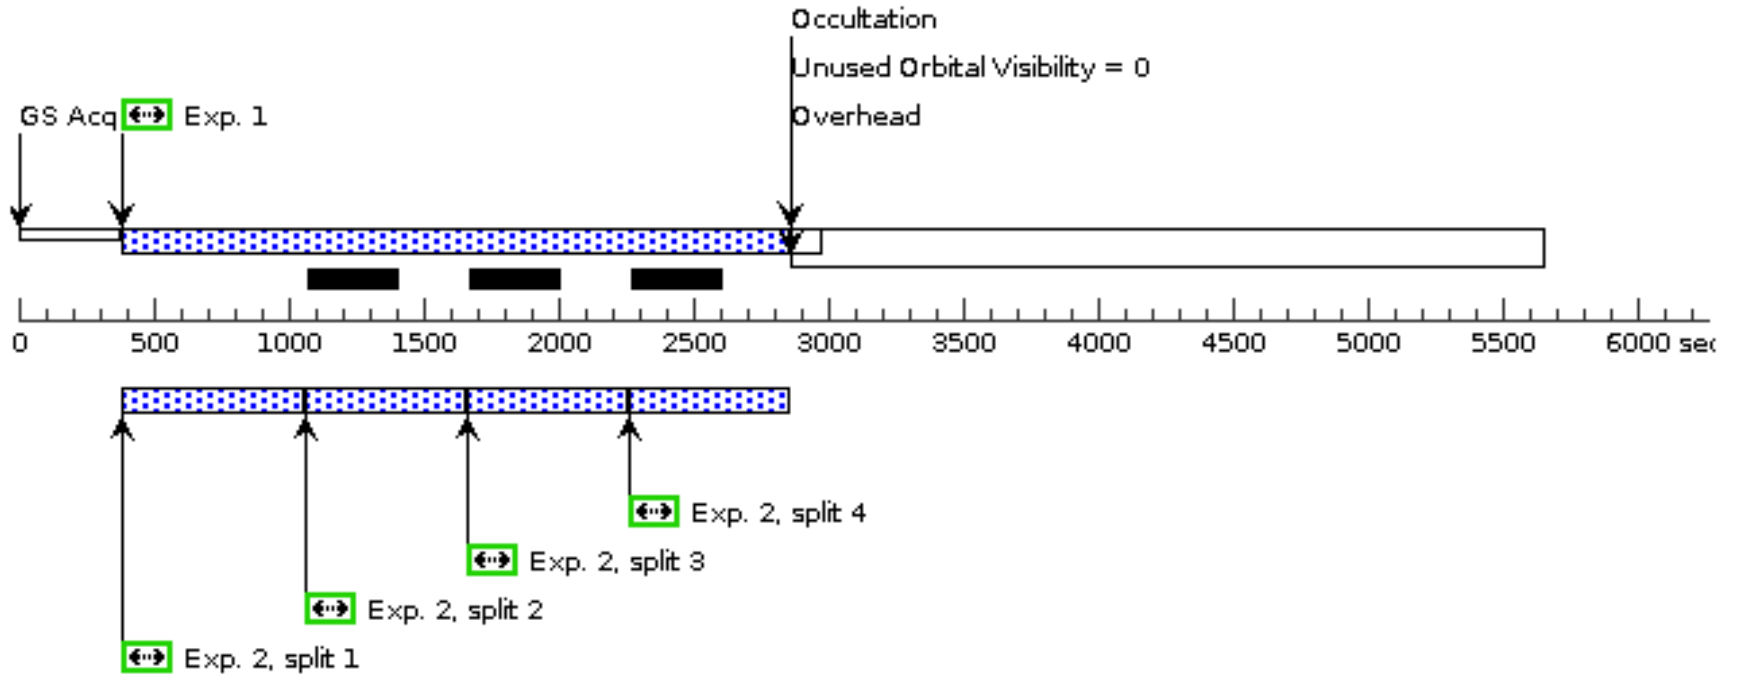 Occultation
Unused Orbital Visibility = 0
GS Acq Exp. 1 Overhead
0 500 1000 1500 2000 2500 3000 3500 4000 4500 5000 5500 6000 sec
Exp. 2, split 4
Exp. 2, split 3
Exp. 2, split 2
Exp. 2, split 1